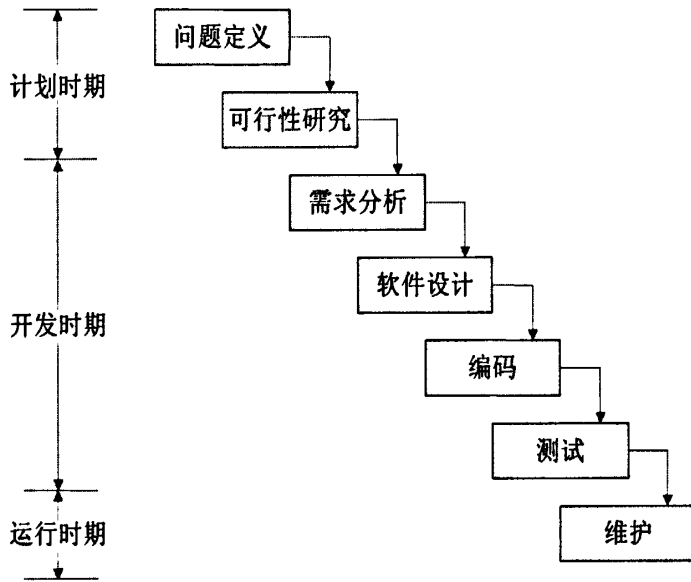 问题定义
计划时期
可行性研究
需求分析
软件设计
开发时期
编码
测试
运行时期
维护